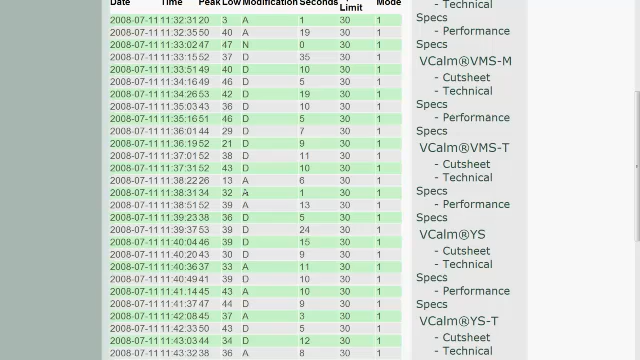 Date Time Peak Low Modification Seconds Limit Mode
2008-07-11 11:32:31 20 3 A 1 30 1
2008-07-11 11:32:35 50 40 A 19 30 1
2008-07-11 11:33:02 47 47 N 0 30 1
2008-07-11 11:33:15 52 37 D 35 30 1
2008-07-11 11:33:51 49 40 D 10 30 1
2008-07-11 11:34:16 49 46 D 5 30 1
2008-07-11 11:34:26 53 42 D 19 30 1
2008-07-11 11:35:03 43 36 D 10 30 1
2008-07-11 11:35:16 51 46 D 5 30 1
2008-07-11 11:36:01 44 29 D 7 30 1
2008-07-11 11:36:19 52 21 D 9 30 1
2008-07-11 11:37:01 52 38 D 11 30 1
2008-07-11 11:37:31 52 43 D 10 30 1
2008-07-11 11:38:22 26 13 A 6 30 1
2008-07-11 11:38:31 34 32 A 1 30 1
2008-07-11 11:38:51 52 39 A 13 30 1
2008-07-11 11:39:23 38 36 D 5 30 1
2008-07-11 11:39:37 53 39 D 24 30 1
2008-07-11 11:40:04 46 39 D 15 30 1
2008-07-11 11:40:20 43 30 D 9 30 1
2008-07-11 11:40:36 37 33 A 11 30 1
2008-07-11 11:40:49 41 39 D 10 30 1
2008-07-11 11:41:14 45 43 A 10 30 1
2008-07-11 11:41:37 47 44 D 9 30 1
2008-07-11 11:42:08 45 37 A 3 30 1
2008-07-11 11:42:33 50 43 D 5 30 1
2008-07-11 11:43:03 44 34 D 12 30 1
2008-07-11 11:43:32 38 36 A 8 30 1
- Technical
Specs
- Performance
Specs
VCalm®VMS-M
- Cutsheet
- Technical
Specs
- Performance
Specs
VCalm®VMS-T
- Cutsheet
- Technical
Specs
- Performance
Specs
VCalm®YS
- Cutsheet
- Technical
Specs
- Performance
Specs
VCalm®YS-T
- Cutsheet
- Technical